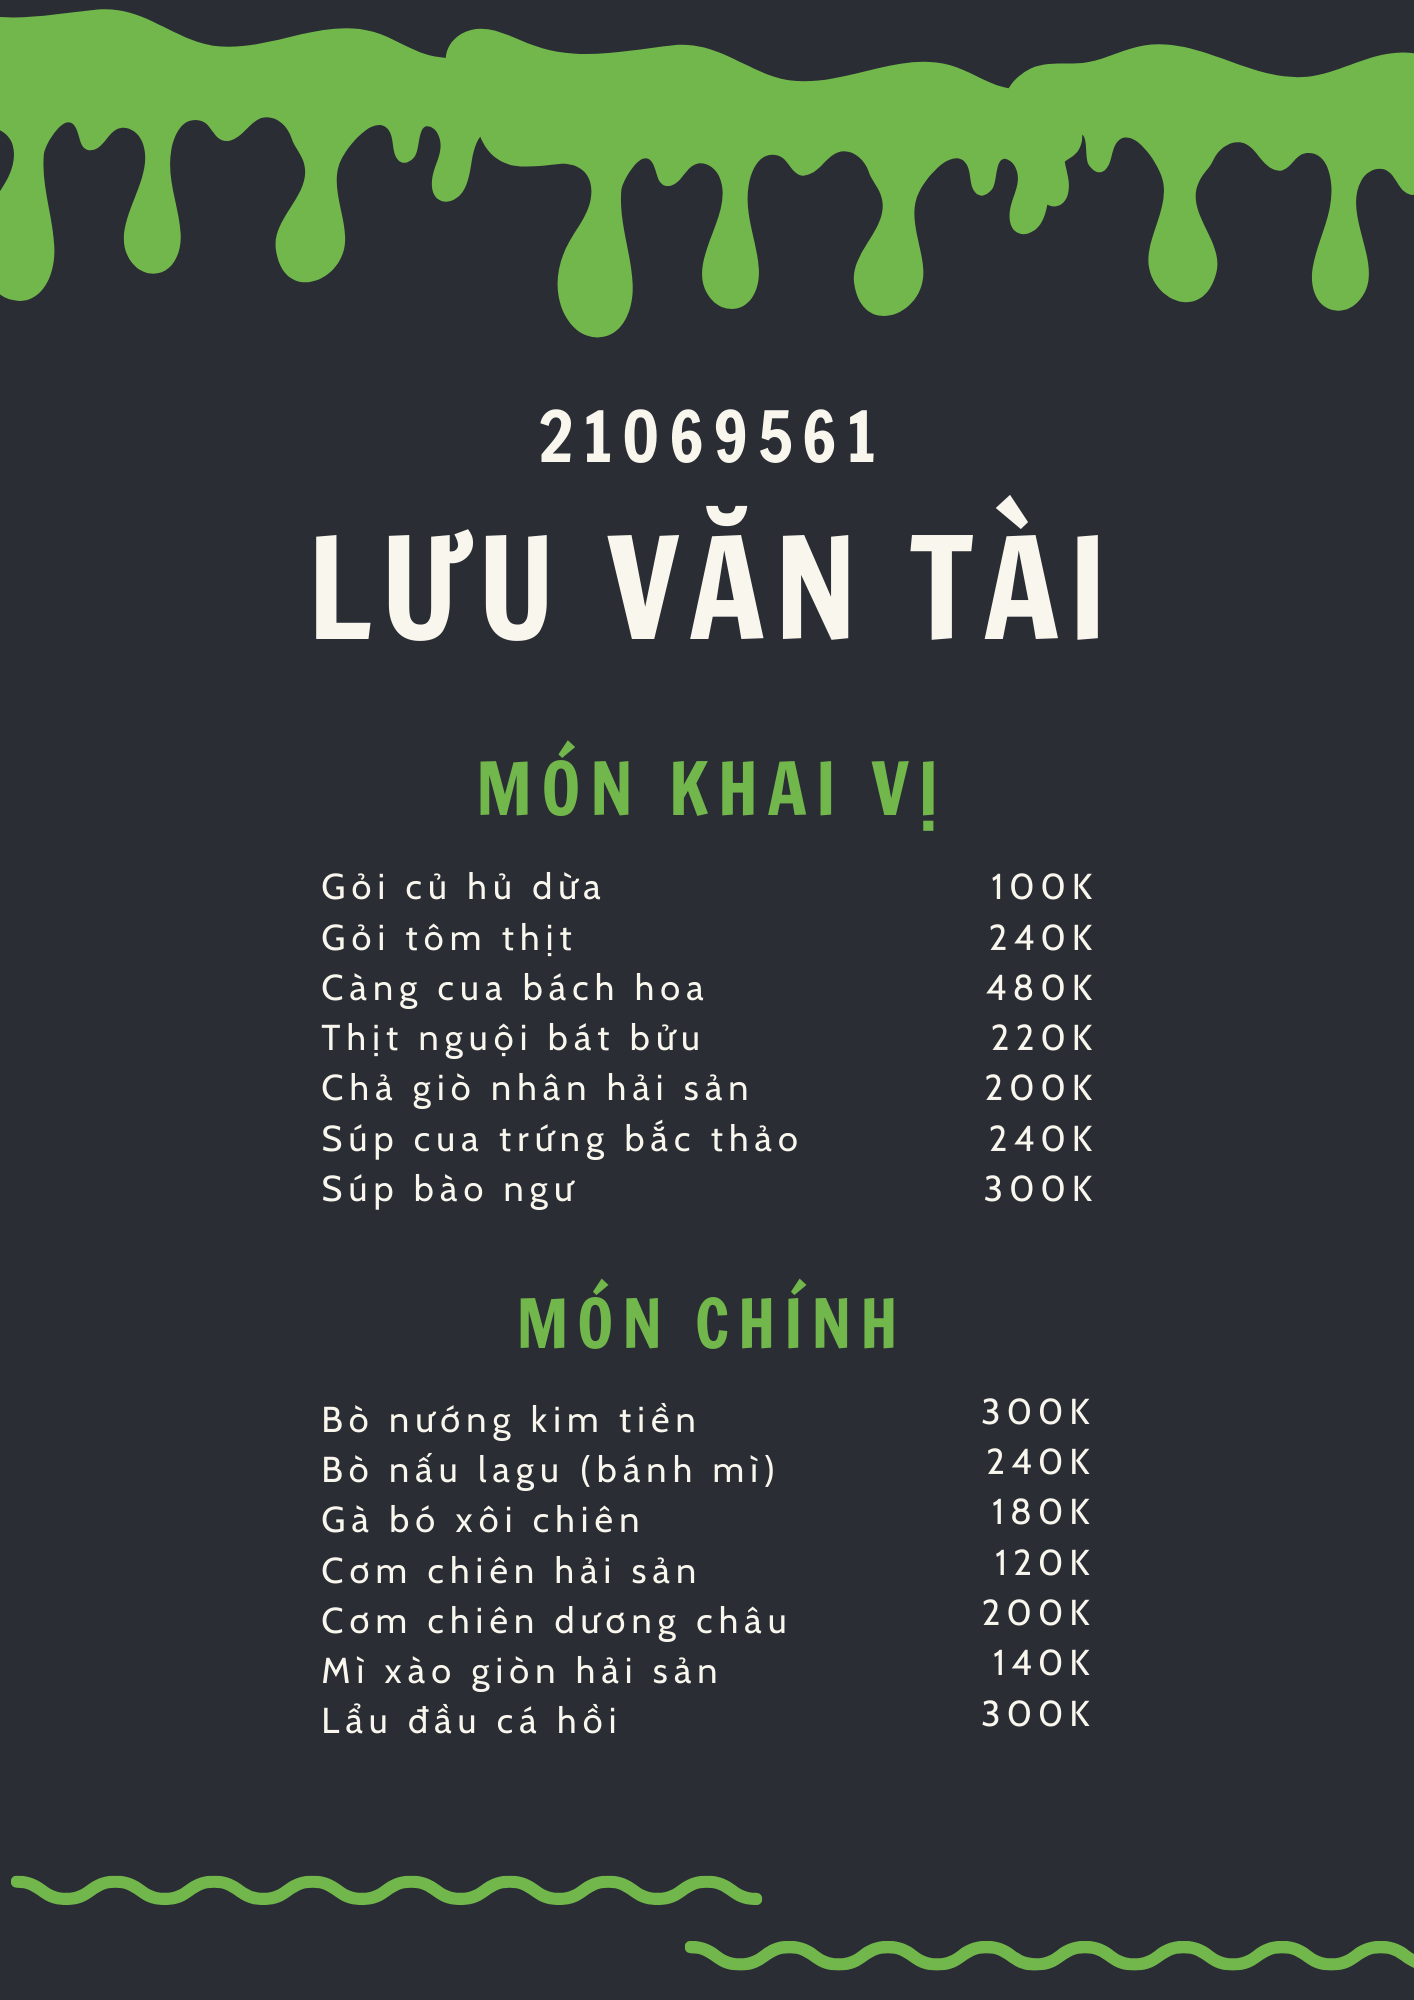 21069561
LƯU VĂN TÀI
MÓN KHAI VỊ
Gỏi củ hủ dừa 100K
Gỏi tôm thịt 240K
Càng cua bách hoa 480K
Thịt nguội bát bửu 220K
Chả giò nhân hải sản 200K
Súp cua trứng bắc thảo 240K
Súp bào ngư 300K
MÓN CHÍNH
Bò nướng kim tiền 300K
Bò nấu lagu (bánh mì) 240K
Gà bó xôi chiên 180K
Cơm chiên hải sản 120K
Cơm chiên dương châu 200K
Mì xào giòn hải sản 140K
Lẩu đầu cá hồi 300K